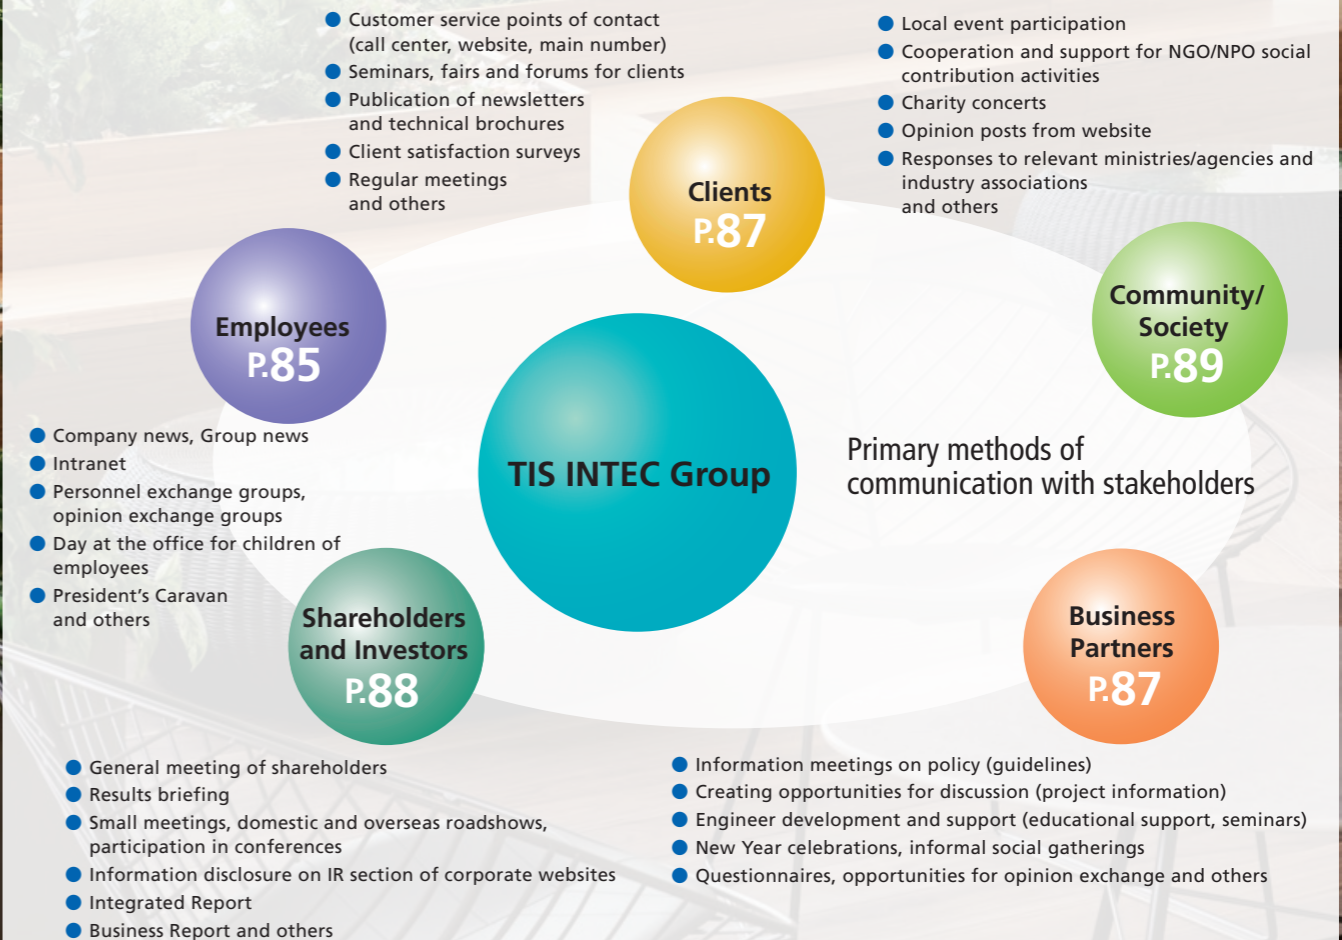 ● Customer service points of contact
(call center, website, main number)
● Seminars, fairs and forums for clients
● Publication of newsletters
and technical brochures
● Client satisfaction surveys
● Regular meetings
and others
● Local event participation
● Cooperation and support for NGO/NPO social
contribution activities
● Charity concerts
● Opinion posts from website
● Responses to relevant ministries/agencies and
industry associations
and others
Clients
P.87
Employees
P.85
Community/
Society
P.89
● Company news, Group news
● Intranet
● Personnel exchange groups,
opinion exchange groups
● Day at the office for children of
employees
● President's Caravan
and others
TIS INTEC Group
Primary methods of
communication with stakeholders
Shareholders
and Investors
P.88
Business
Partners
P.87
● General meeting of shareholders
● Results briefing
● Small meetings, domestic and overseas roadshows,
participation in conferences
● Information disclosure on IR section of corporate websites
● Integrated Report
● Business Report and others
● Information meetings on policy (guidelines)
● Creating opportunities for discussion (project information)
● Engineer development and support (educational support, seminars)
● New Year celebrations, informal social gatherings
● Questionnaires, opportunities for opinion exchange and others